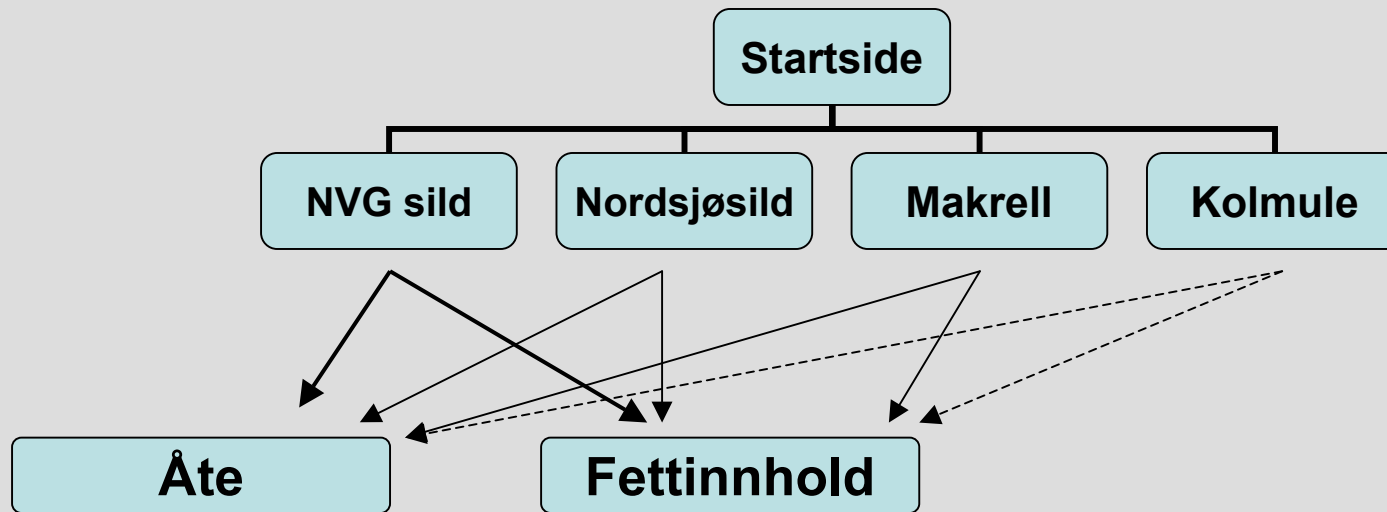 Startside
NVG sild
Nordsjøsild
Makrell
Kolmule
Åte
Fettinnhold